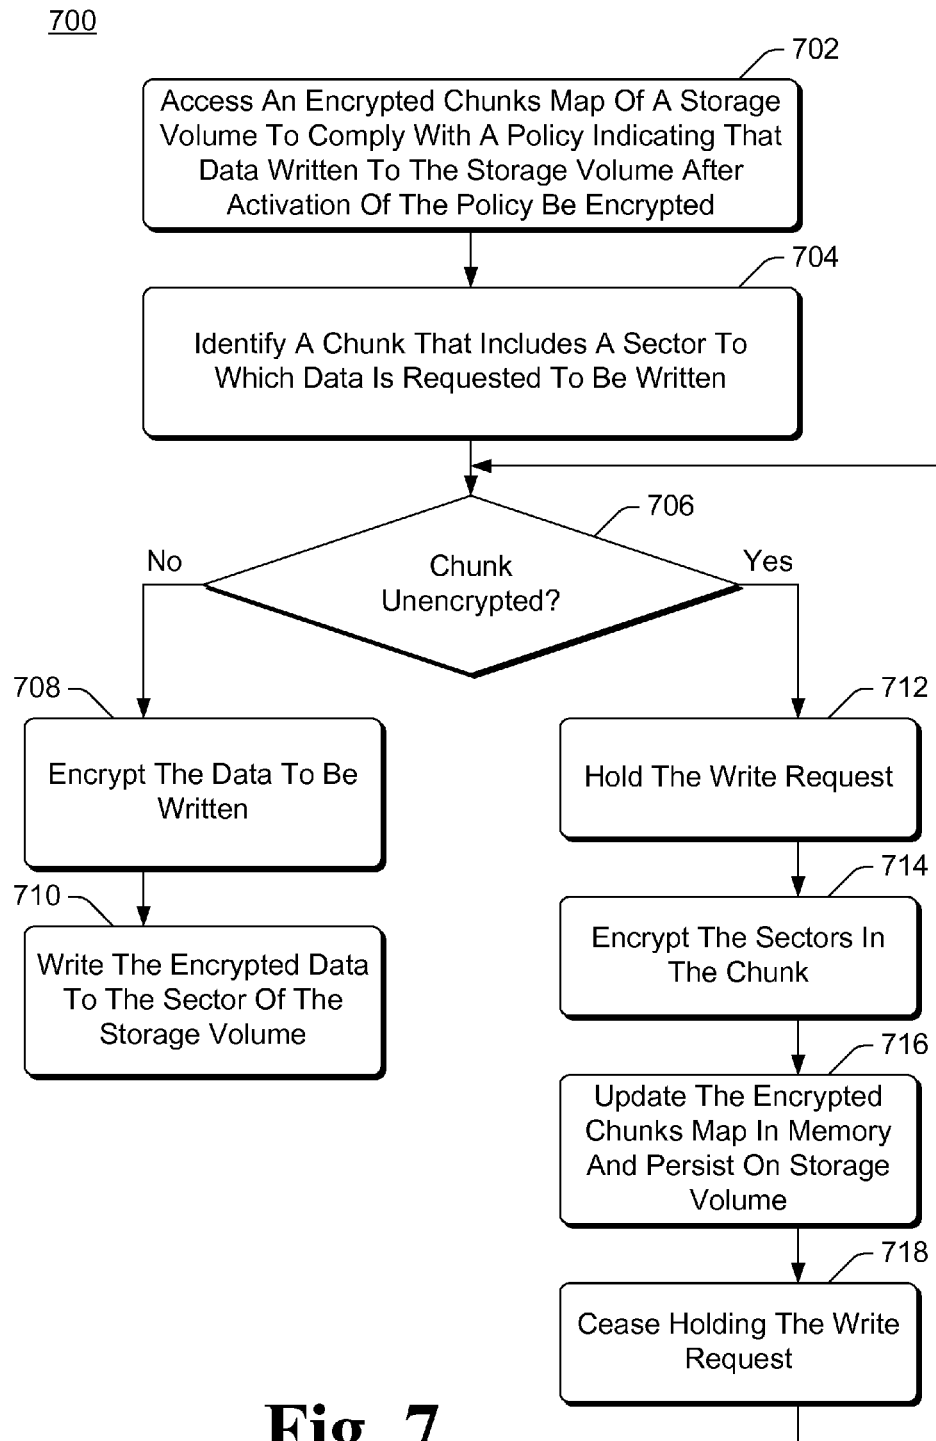 700
702
Access An Encrypted Chunks Map Of A Storage
Volume To Comply With A Policy Indicating That
Data Written To The Storage Volume After
Activation Of The Policy Be Encrypted
704
Identify A Chunk That Includes A Sector To
Which Data Is Requested To Be Written
706
Chunk
Unencrypted?
No
Yes
708
Encrypt The Data To Be
Written
710
Write The Encrypted Data
To The Sector Of The
Storage Volume
712
Hold The Write Request
714
Encrypt The Sectors In
The Chunk
716
Update The Encrypted
Chunks Map In Memory
And Persist On Storage
Volume
718
Cease Holding The Write
Request
Fig. 7